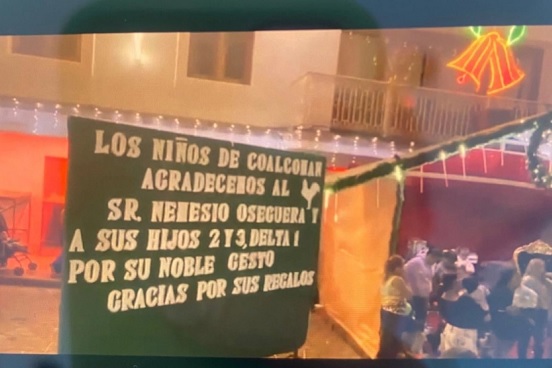 LOS NIÑOS DE COALCOMAN
AGRADECEMOS AL
SR. NEMESIO OSEGUERA Y
A SUS HIJOS 2 Y 3, DELTA 1
POR SU NOBLE GESTO
GRACIAS POR SUS REGALOS